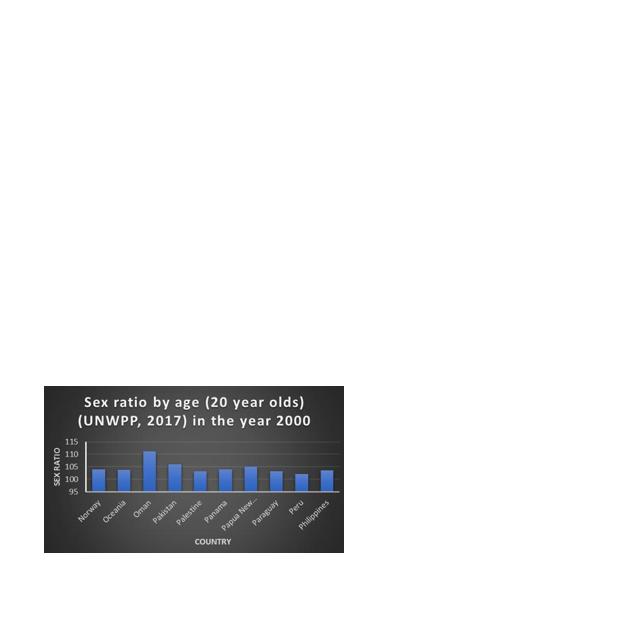 Sex ratio by age (20 year olds)
(UNWPP, 2017) in the year 2000
SEX RATIO
115
110
105
100
95
Norway
Oceania
Oman
Pakistan
Palestine
Panama
Papua New...
Paraguay
Peru
Philippines
COUNTRY